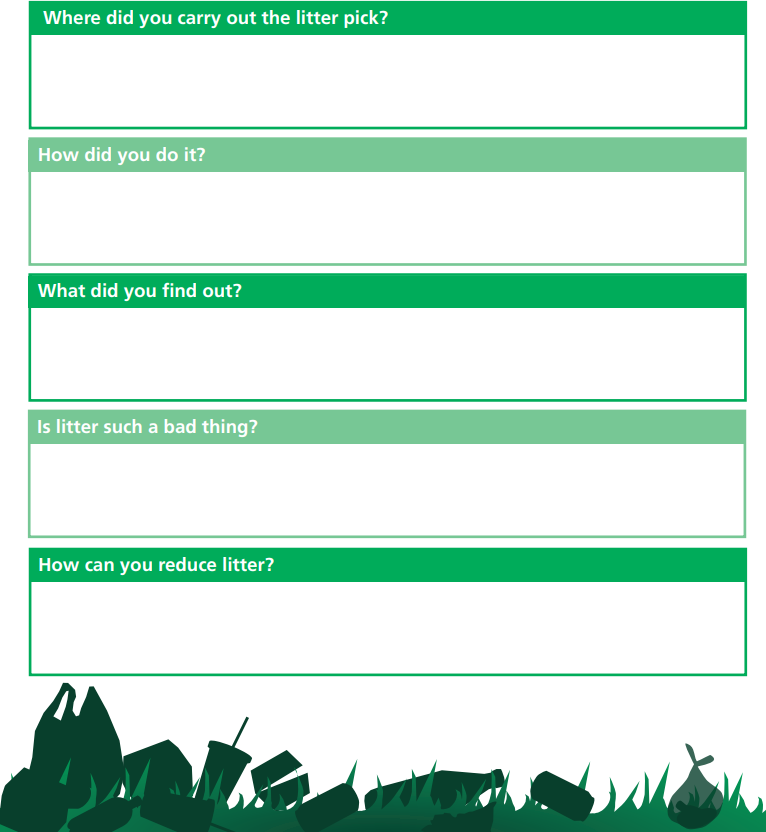 Where did you carry out the litter pick?
How did you do it?
What did you find out?
Is litter such a bad thing?
How can you reduce litter?